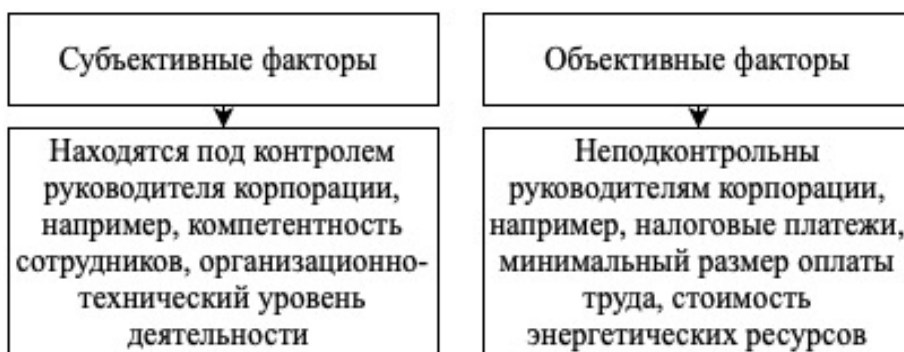 Субъективные факторы
Объективные факторы
Находятся под контролем
руководителя корпорации,
например, компетентность
сотрудников, организационно-
технический уровень
деятельности
Неподконтрольны
руководителям корпорации,
например, налоговые платежи,
минимальный размер оплаты
труда, стоимость
энергетических ресурсов